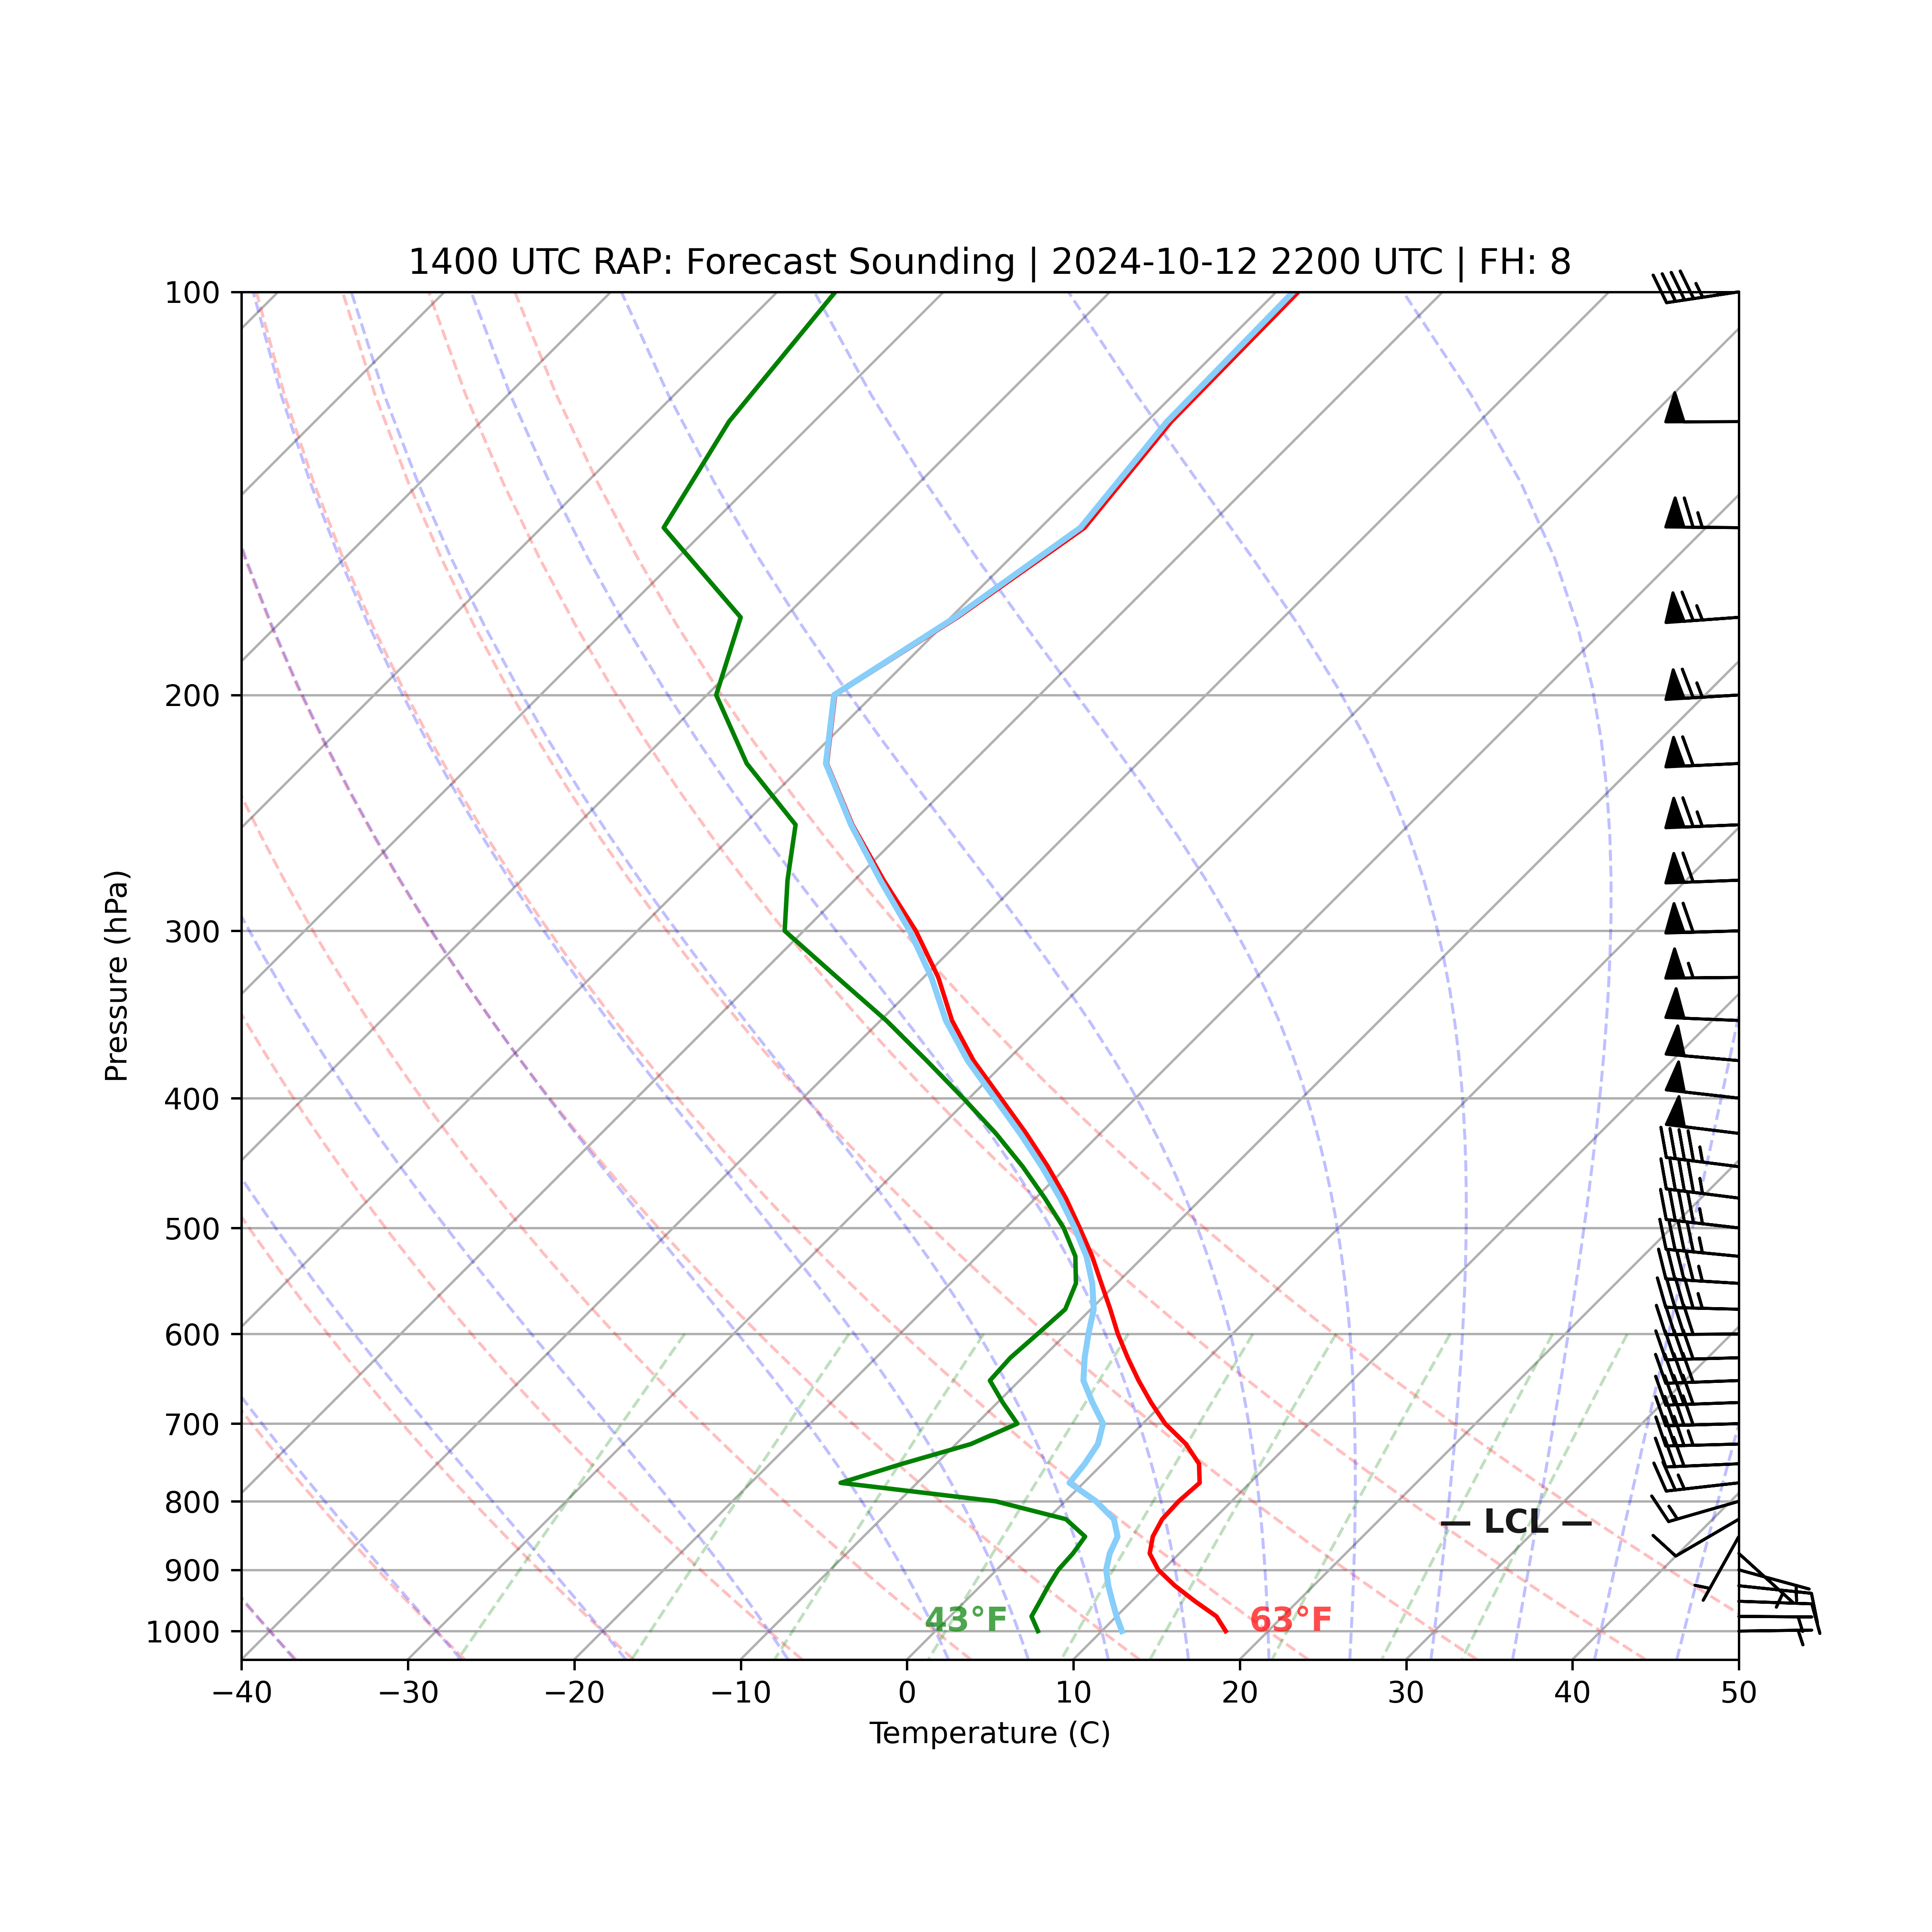 1400 UTC RAP: Forecast Sounding | 2024-10-12 2200 UTC | FH: 8
100
200
300
400
500
600
700
800
900
1000
Pressure (hPa)
— LCL —
43°F
63°F
−40 −30 −20 −10 0 10 20 30 40 50
Temperature (C)